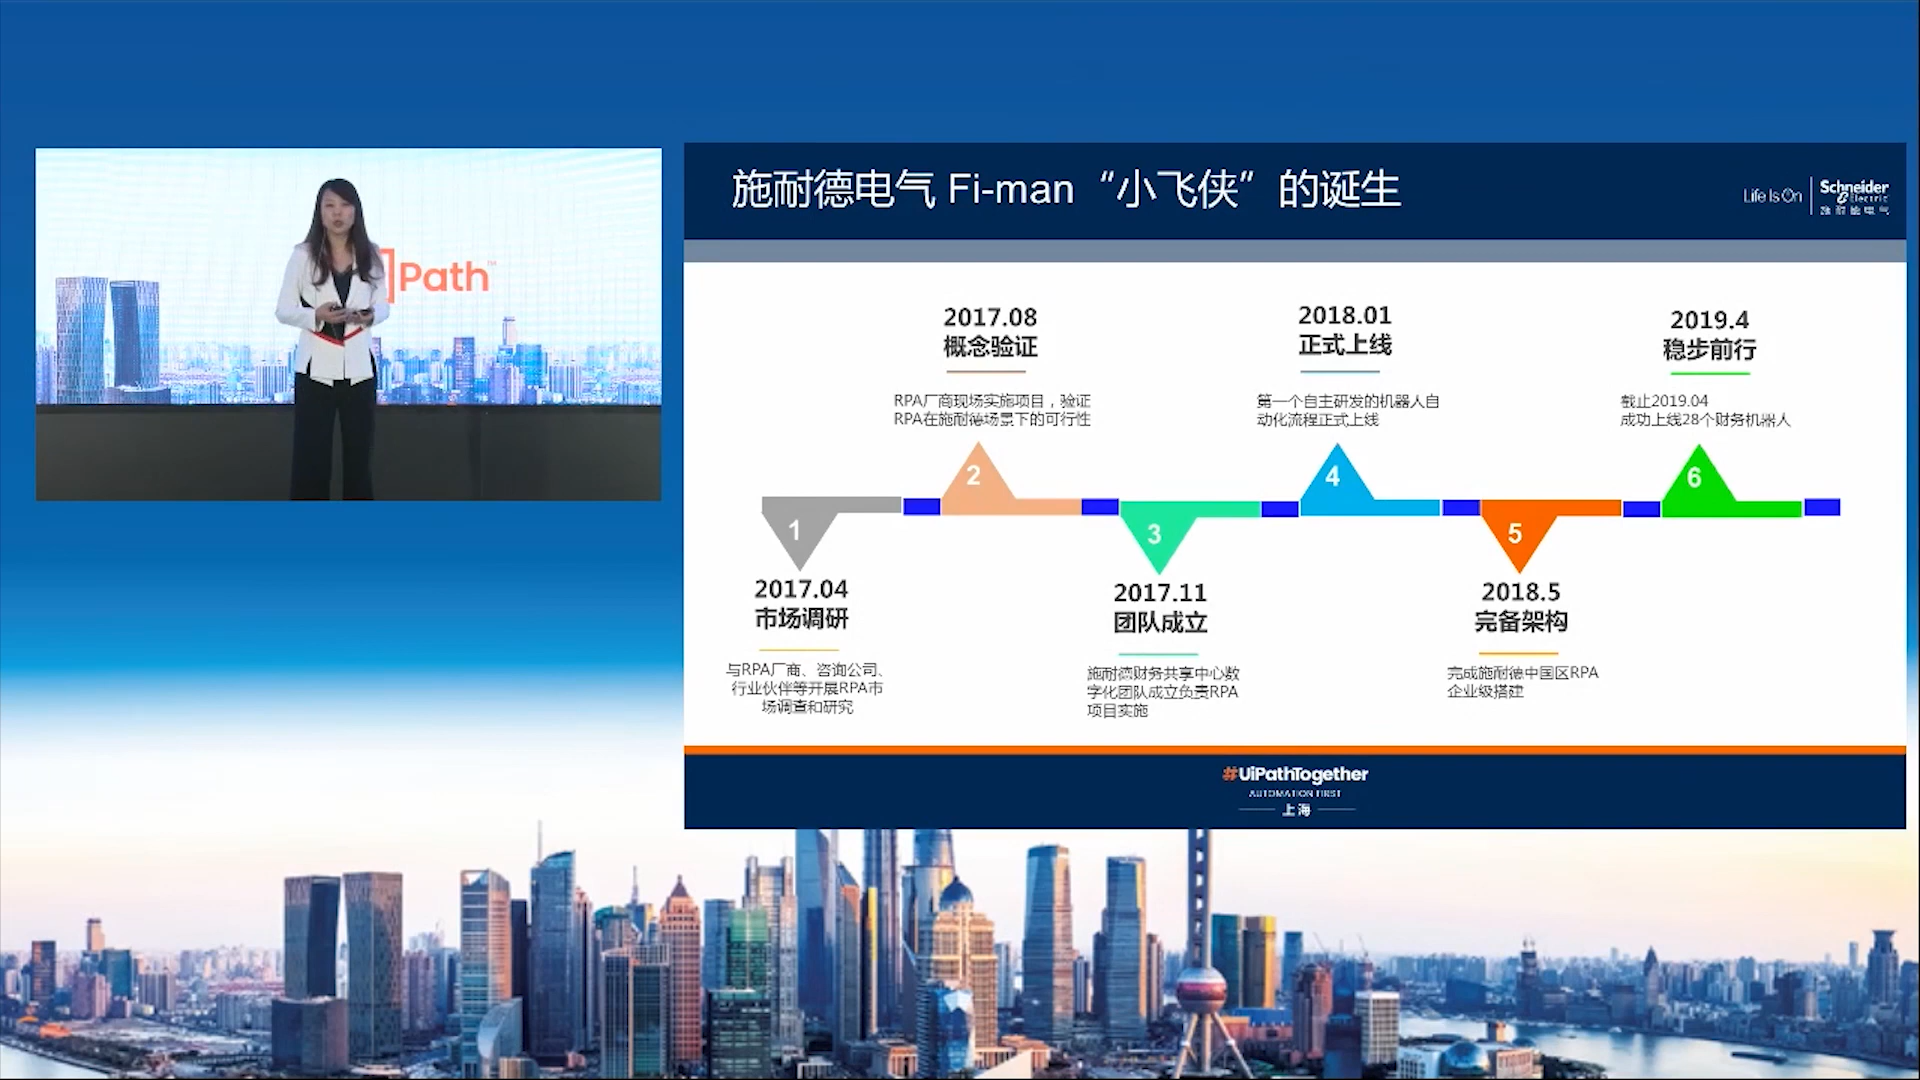 Path™
施耐德电气 Fi-man“小飞侠”的诞生
Life Is On
Schneider
Electric
施耐德电气
2017.08
概念验证
RPA厂商现场实施项目，验证
RPA在施耐德场景下的可行性
2018.01
正式上线
第一个自主研发的机器人自
动化流程正式上线
2019.4
稳步前行
截止2019.04
成功上线28个财务机器人
1
2
3
4
5
6
2017.04
市场调研
与RPA厂商、咨询公司、
行业伙伴等开展RPA市
场调查和研究
2017.11
团队成立
施耐德财务共享中心数
字化团队成立负责RPA
项目实施
2018.5
完备架构
完成施耐德中国区RPA
企业级搭建
#UiPathTogether
AUTOMATION FIRST
上海